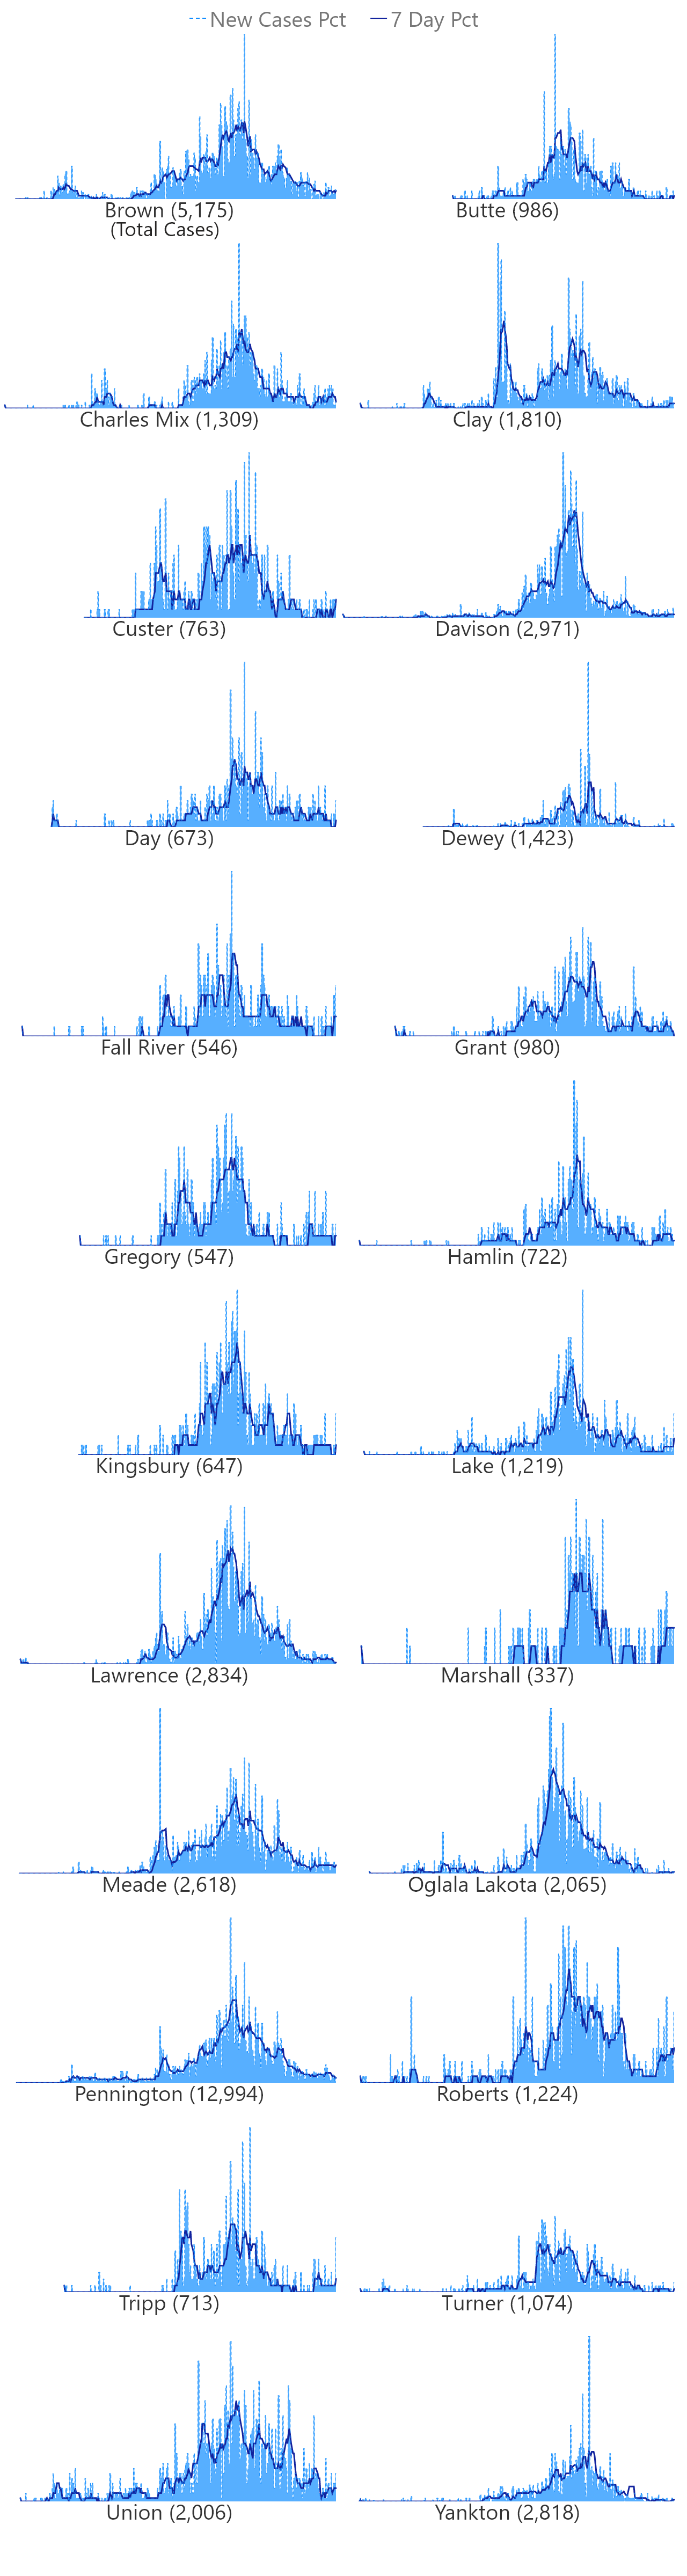 New Cases Pct 7 Day Pct
Brown (5,175) Butte (986)
(Total Cases)
Charles Mix (1,309) Clay (1,810)
Custer (763) Davison (2,971)
Day (673) Dewey (1,423)
Fall River (546) Grant (980)
Gregory (547) Hamlin (722)
Kingsbury (647) Lake (1,219)
Lawrence (2,834) Marshall (337)
Meade (2,618) Oglala Lakota (2,065)
Pennington (12,994) Roberts (1,224)
Tripp (713) Turner (1,074)
Union (2,006) Yankton (2,818)